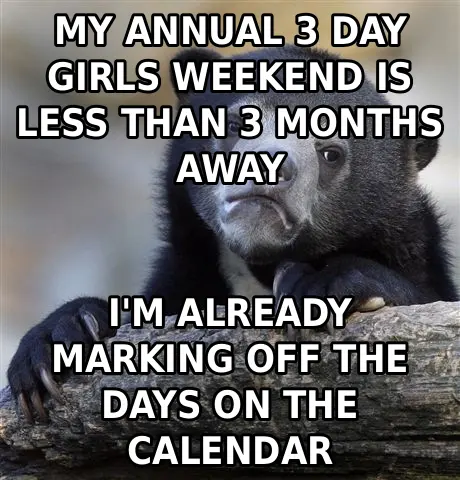 MY ANNUAL 3 DAY
GIRLS WEEKEND IS
LESS THAN 3 MONTHS
AWAY
I'M ALREADY
MARKING OFF THE
DAYS ON THE
CALENDAR